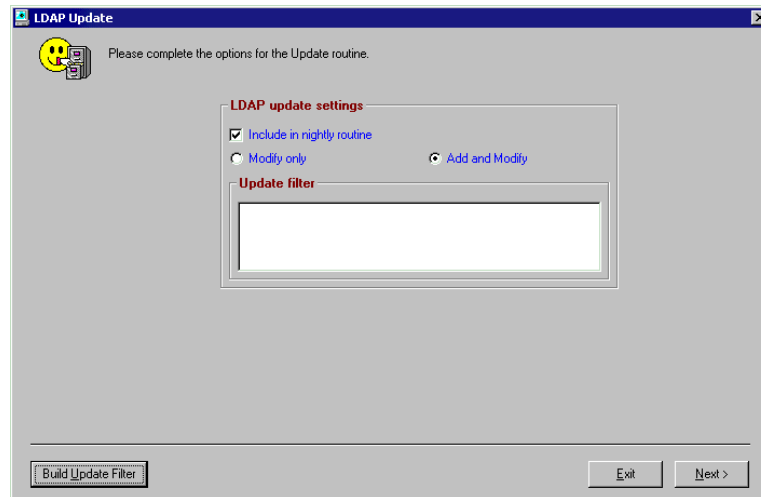 LDAP Update
Please complete the options for the Update routine.
LDAP update settings
Include in nightly routine
Modify only Add and Modify
Update filter
Build Update Filter Exit Next >